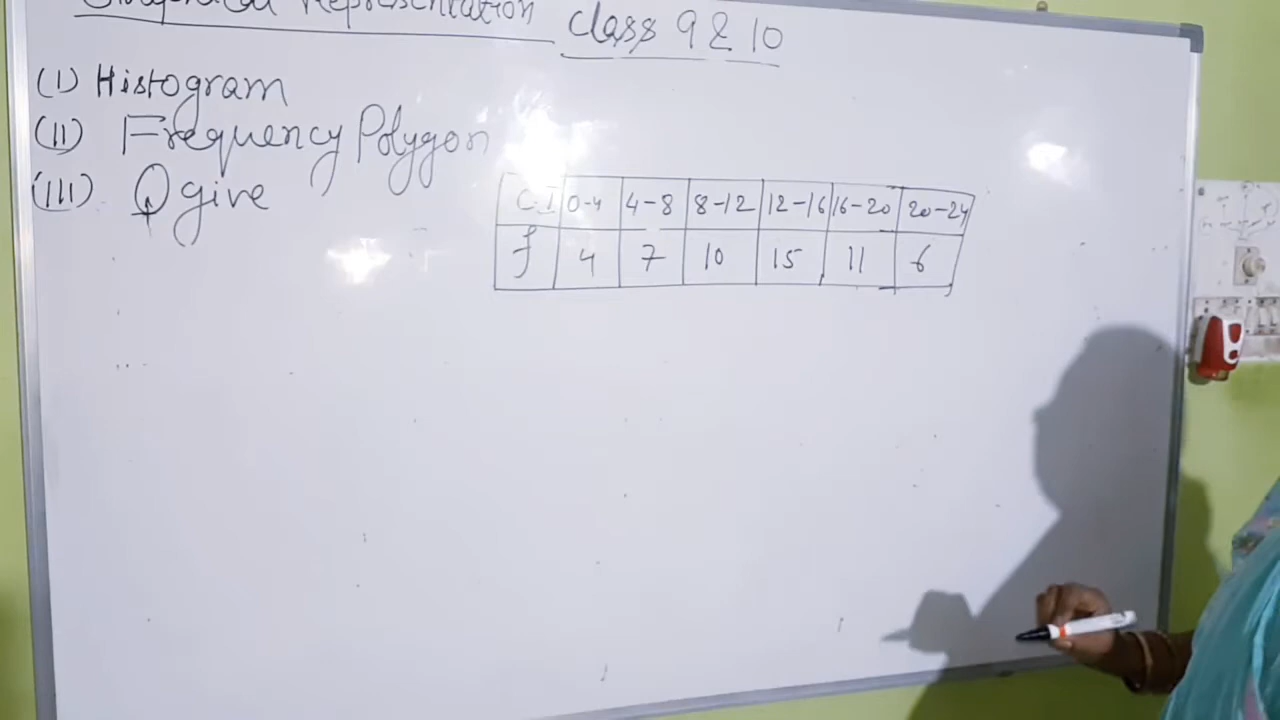 Graphical Representation Class 9 & 10
(I) Histogram
(II) Frequency Polygon
(III) Ogive
C.I 0-4 4-8 8-12 12-16 16-20 20-24
f 4 7 10 15 11 6